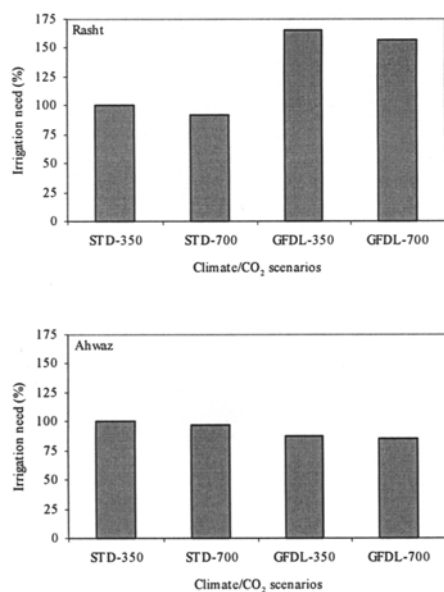 Rasht
Irrigation need (%)
175
150
125
100
75
50
25
0
STD-350 STD-700 GFDL-350 GFDL-700
Climate/CO₂ scenarios
Ahwaz
Irrigation need (%)
175
150
125
100
75
50
25
0
STD-350 STD-700 GFDL-350 GFDL-700
Climate/CO₂ scenarios